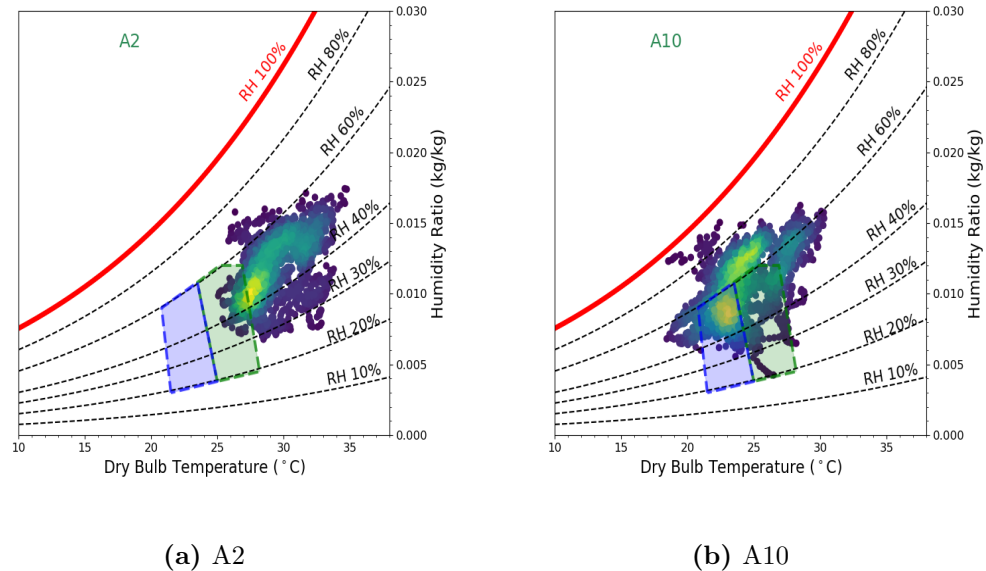 A2
RH 100%
RH 80%
RH 60%
RH 40%
RH 30%
RH 20%
RH 10%
0.030
0.025
0.020
0.015
0.010
0.005
0.000
Humidity Ratio (kg/kg)
10 15 20 25 30 35
Dry Bulb Temperature (°C)
(a) A2
A10
RH 100%
RH 80%
RH 60%
RH 40%
RH 30%
RH 20%
RH 10%
0.030
0.025
0.020
0.015
0.010
0.005
0.000
Humidity Ratio (kg/kg)
10 15 20 25 30 35
Dry Bulb Temperature (°C)
(b) A10